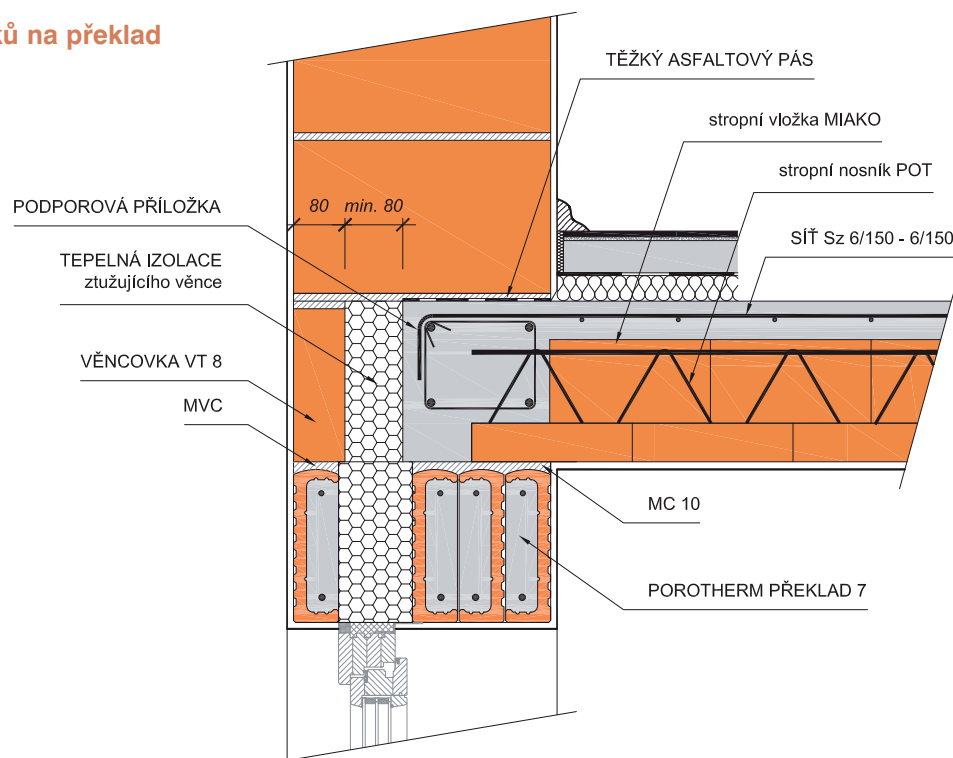 ků na překlad
TĚŽKÝ ASFALTOVÝ PÁS
stropní vložka MIAKO
stropní nosník POT
SÍŤ Sz 6/150 - 6/150
80 min. 80
PODPOROVÁ PŘÍLOŽKA
TEPELNÁ IZOLACE
ztužujícího věnce
VĚNCOVKA VT 8
MVC
MC 10
POROTHERM PŘEKLAD 7